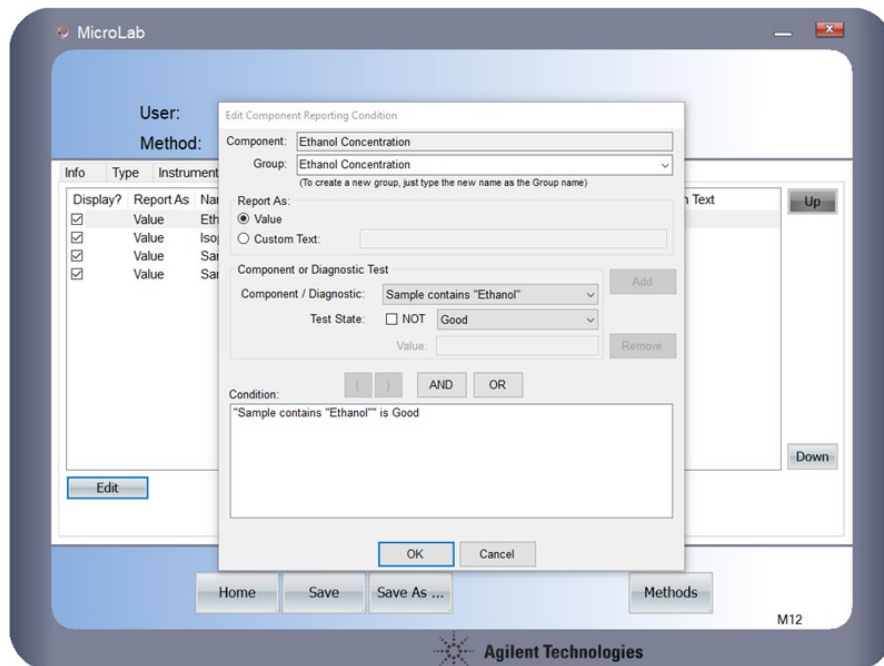 MicroLab
User:
Method:
Edit Component Reporting Condition
Component: Ethanol Concentration
Group: Ethanol Concentration
(To create a new group, just type the new name as the Group name)
Info Type Instrument
Display? Report As Text Up
Value Eth
Value
Value
Value
Report As:
Value
Custom Text:
Component or Diagnostic Test
Component / Diagnostic: Sample contains "Ethanol" Add
Test State: NOT Good
Value: Remove
( ) AND OR
Condition:
"Sample contains "Ethanol"" is Good
Down
Edit
OK Cancel
Home Save Save As ... Methods
M12
Agilent Technologies